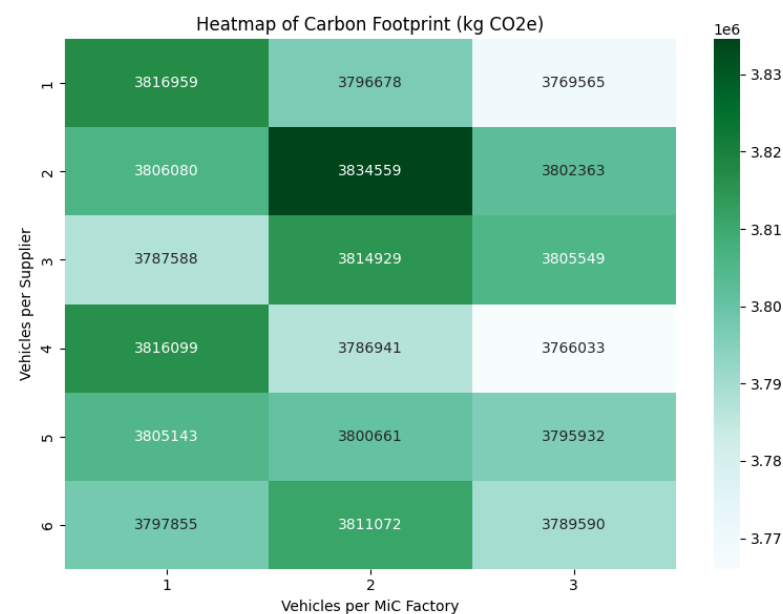 Heatmap of Carbon Footprint (kg CO2e)
1e6
1 3816959 3796678 3769565
2 3806080 3834559 3802363
3 3787588 3814929 3805549
4 3816099 3786941 3766033
5 3805143 3800661 3795932
6 3797855 3811072 3789590
1 2 3
Vehicles per MiC Factory
Vehicles per Supplier
3.83
3.82
3.81
3.80
3.79
3.78
3.77